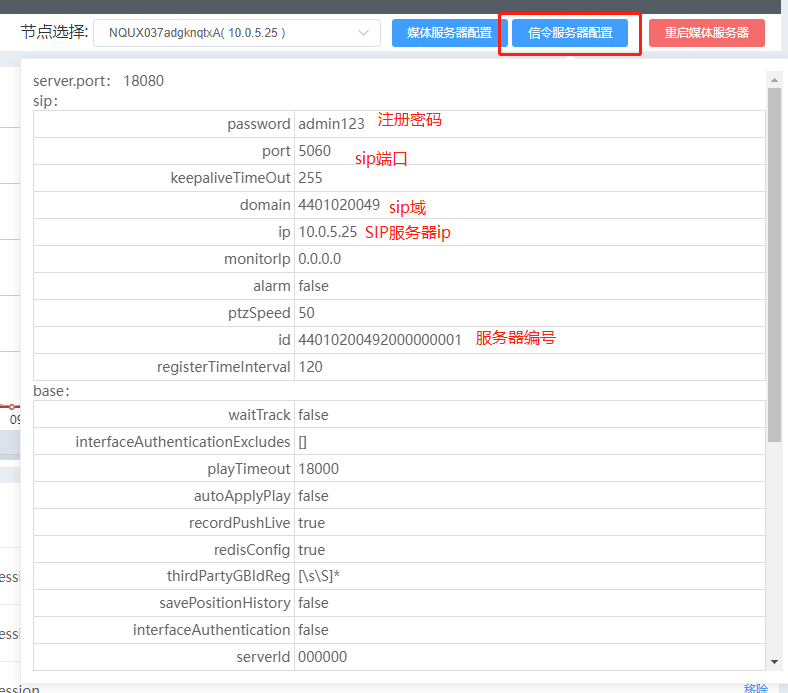 节点选择: NQUX037adgknqtxA( 10.0.5.25 ) 媒体服务器配置 信令服务器配置 重启媒体服务器
server.port： 18080
sip：
password admin123 注册密码
port 5060 sip端口
keepaliveTimeOut 255
domain 4401020049 sip域
ip 10.0.5.25 SIP服务器ip
monitorIp 0.0.0.0
alarm false
ptzSpeed 50
id 44010200492000000001 服务器编号
registerTimeInterval 120
base：
09
waitTrack false
interfaceAuthenticationExcludes []
playTimeout 18000
autoApplyPlay false
recordPushLive true
redisConfig true
essi
thirdPartyGBIdReg [\s\S]*
savePositionHistory false
essi
interfaceAuthentication false
serverId 000000
ession 移除